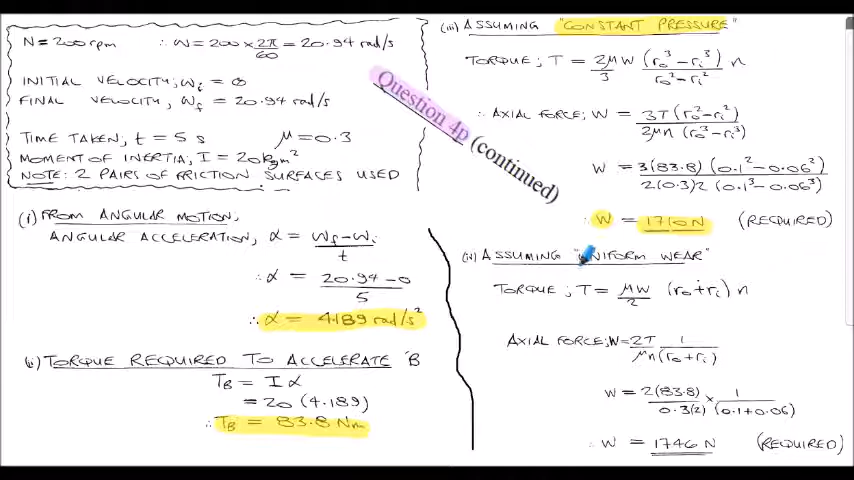 N = 200 rpm ∴ W = 200 × 2π/60 = 20.94 rad/s
INITIAL VELOCITY; ωf = 0
FINAL VELOCITY, ωf = 20.94 rad/s
TIME TAKEN; t = 5 s μ = 0.3
MOMENT OF INERTIA; I = 20 kgm²
NOTE: 2 PAIRS OF FRICTION SURFACES USED
Question 4p (continued)
(i) FROM ANGULAR MOTION,
ANGULAR ACCELERATION, α = (Wf − Wi)/t
∴ α = (20.94 − 0)/5
∴ α = 4.189 rad/s²
(ii) TORQUE REQUIRED TO ACCELERATE 'B
TB = I α
= 20 (4.189)
∴ TB = 83.8 Nm
(iii) ASSUMING "CONSTANT PRESSURE"
TORQUE; T = 2μW/3 (ro³ − ri³)/(ro² − ri²) n
∴ AXIAL FORCE; W = 3T(ro² − ri²)/2μn (ro³ − ri³)
W = 3(83.8) (0.1² − 0.06²)/2(0.3)2 (0.1³ − 0.06³)
∴ W = 1710 N (REQUIRED)
(iv) ASSUMING "UNIFORM WEAR"
TORQUE; T = μW/2 (ro + ri) n
AXIAL FORCE; W = 2T/μn 1/(ro + ri)
W = 2(83.8)/0.3(2) × 1/(0.1 + 0.06)
∴ W = 1746 N (REQUIRED)